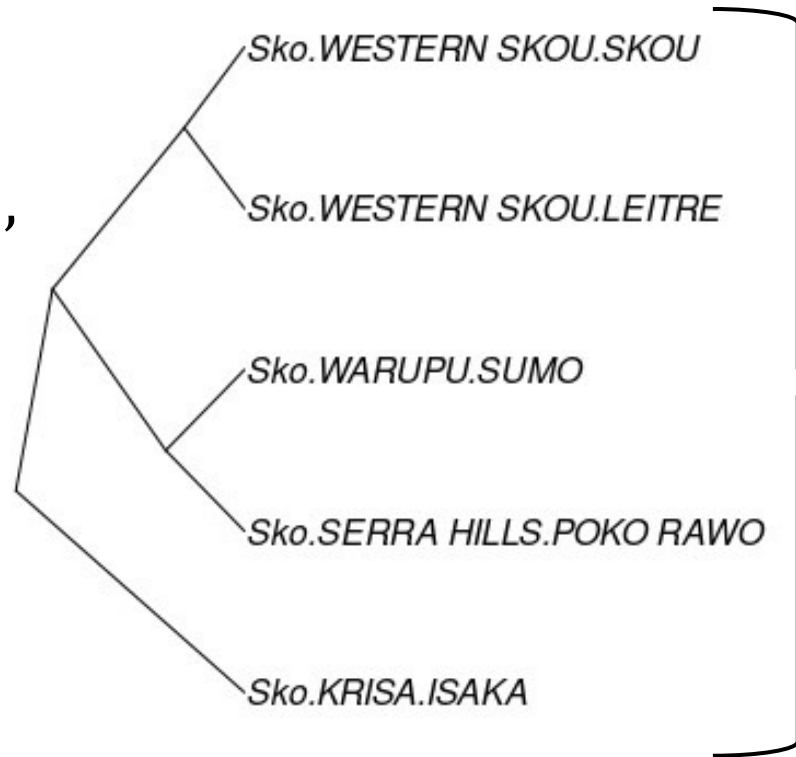 Sko.WESTERN SKOU.SKOU
,
Sko.WESTERN SKOU.LEITRE
Sko.WARUPU.SUMO
Sko.SERRA HILLS.POKO RAWO
Sko.KRISA.ISAKA